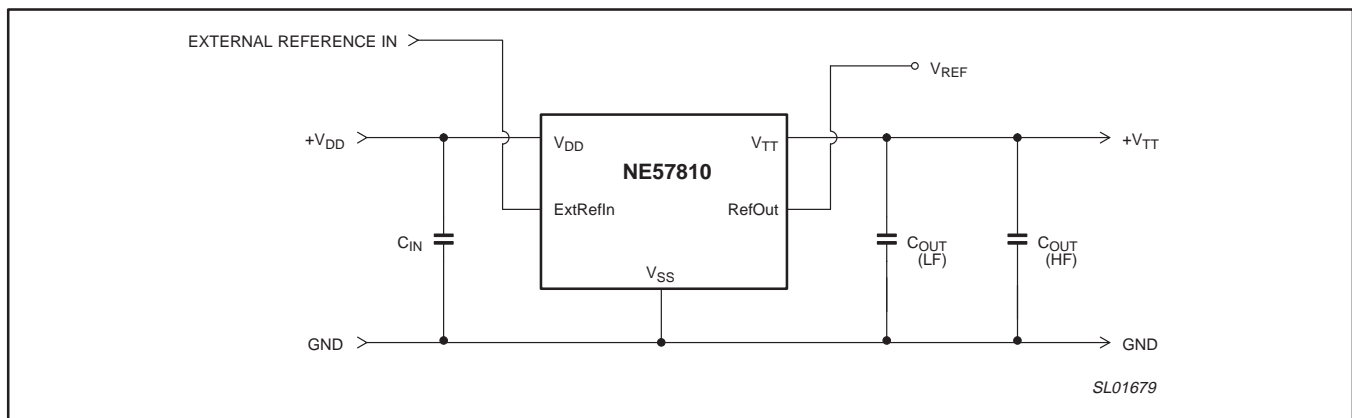 EXTERNAL REFERENCE IN
VREF
+VDD
VDD
VTT
+VTT
NE57810
ExtRefIn
RefOut
CIN
COUT
(LF)
COUT
(HF)
VSS
GND
GND
SL01679